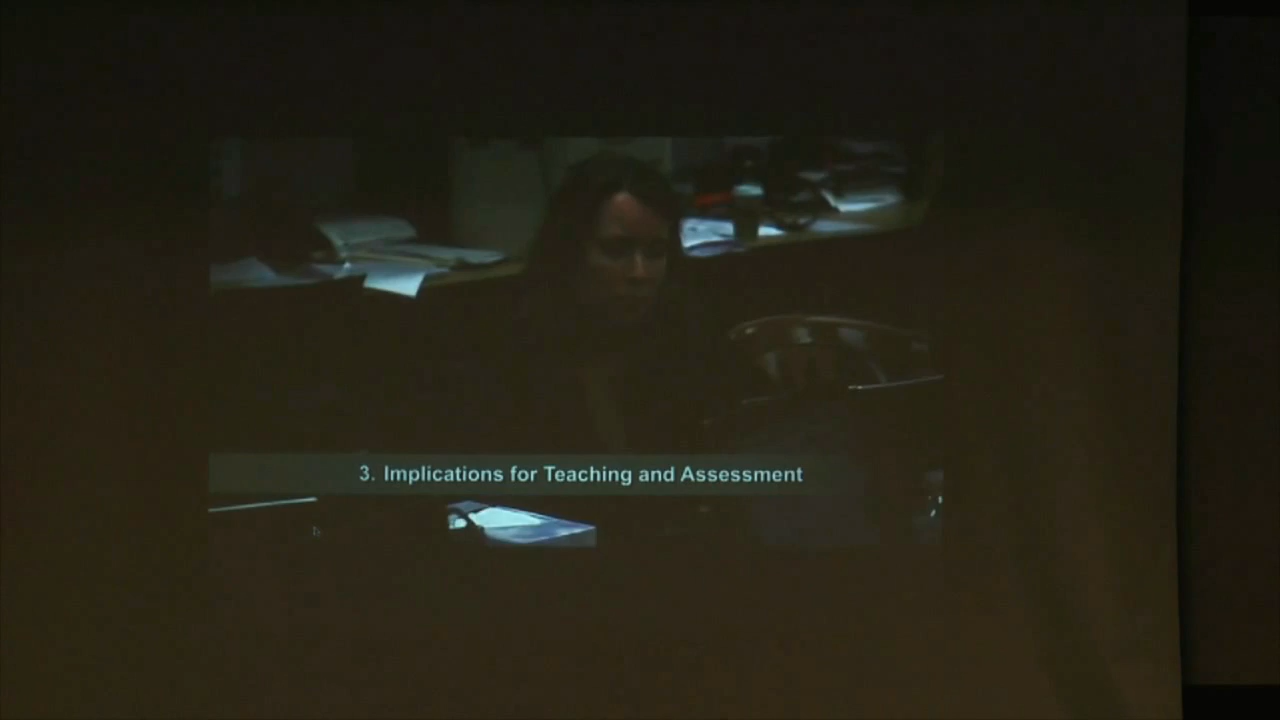 3. Implications for Teaching and Assessment